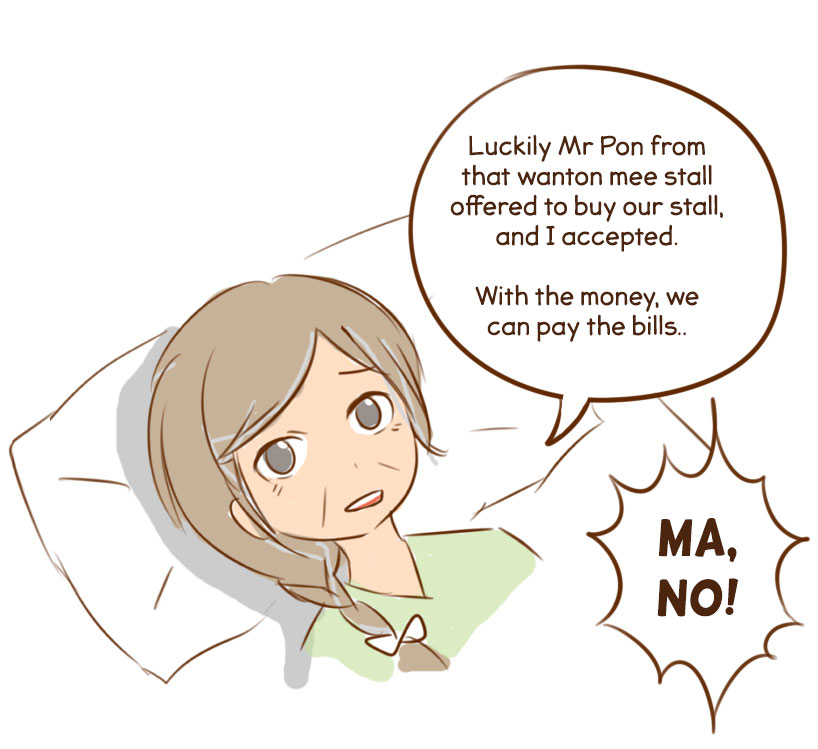 Luckily Mr Pon from
that wanton mee stall
offered to buy our stall,
and I accepted.
With the money, we
can pay the bills..
MA,
NO!